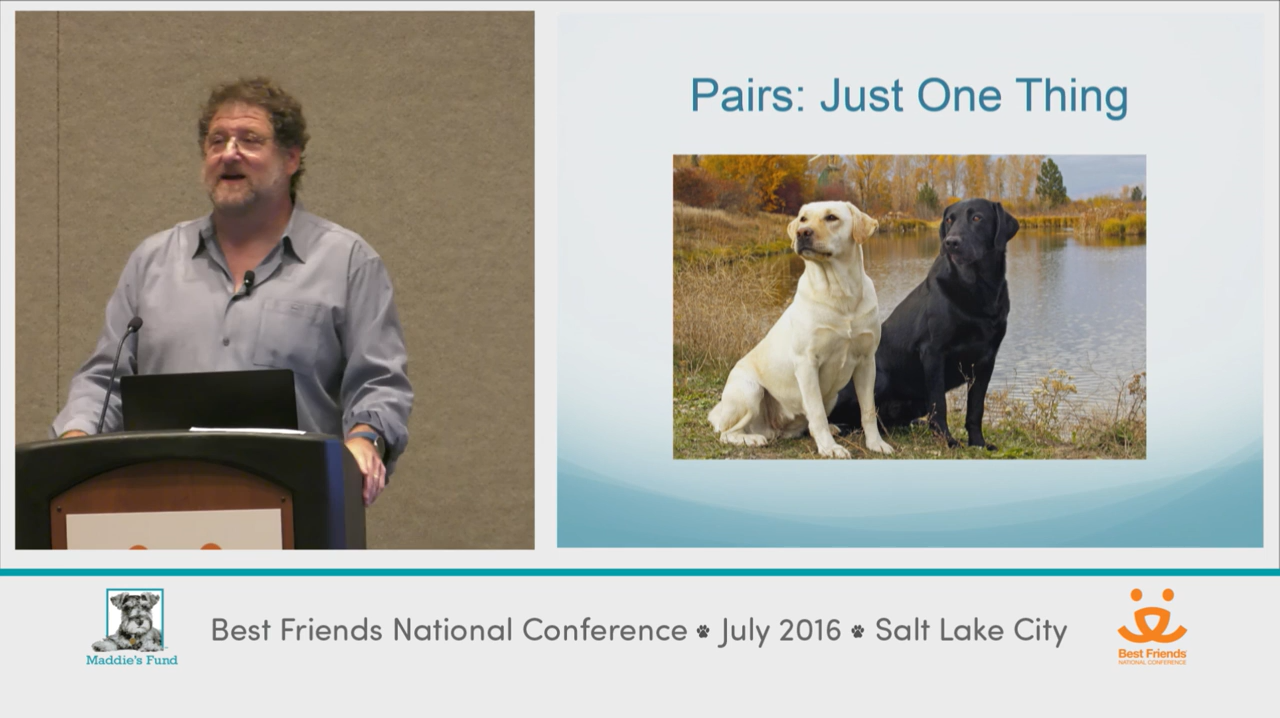 Pairs: Just One Thing
Maddie's Fund
Best Friends National Conference July 2016 Salt Lake City
Best Friends
NATIONAL CONFERENCE